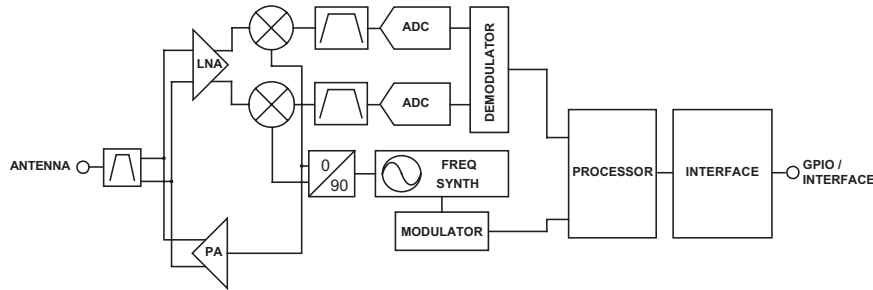 ADC
LNA
DEMODULATOR
ADC
ANTENNA
0
90
FREQ
SYNTH
PROCESSOR
INTERFACE
GPIO /
INTERFACE
MODULATOR
PA